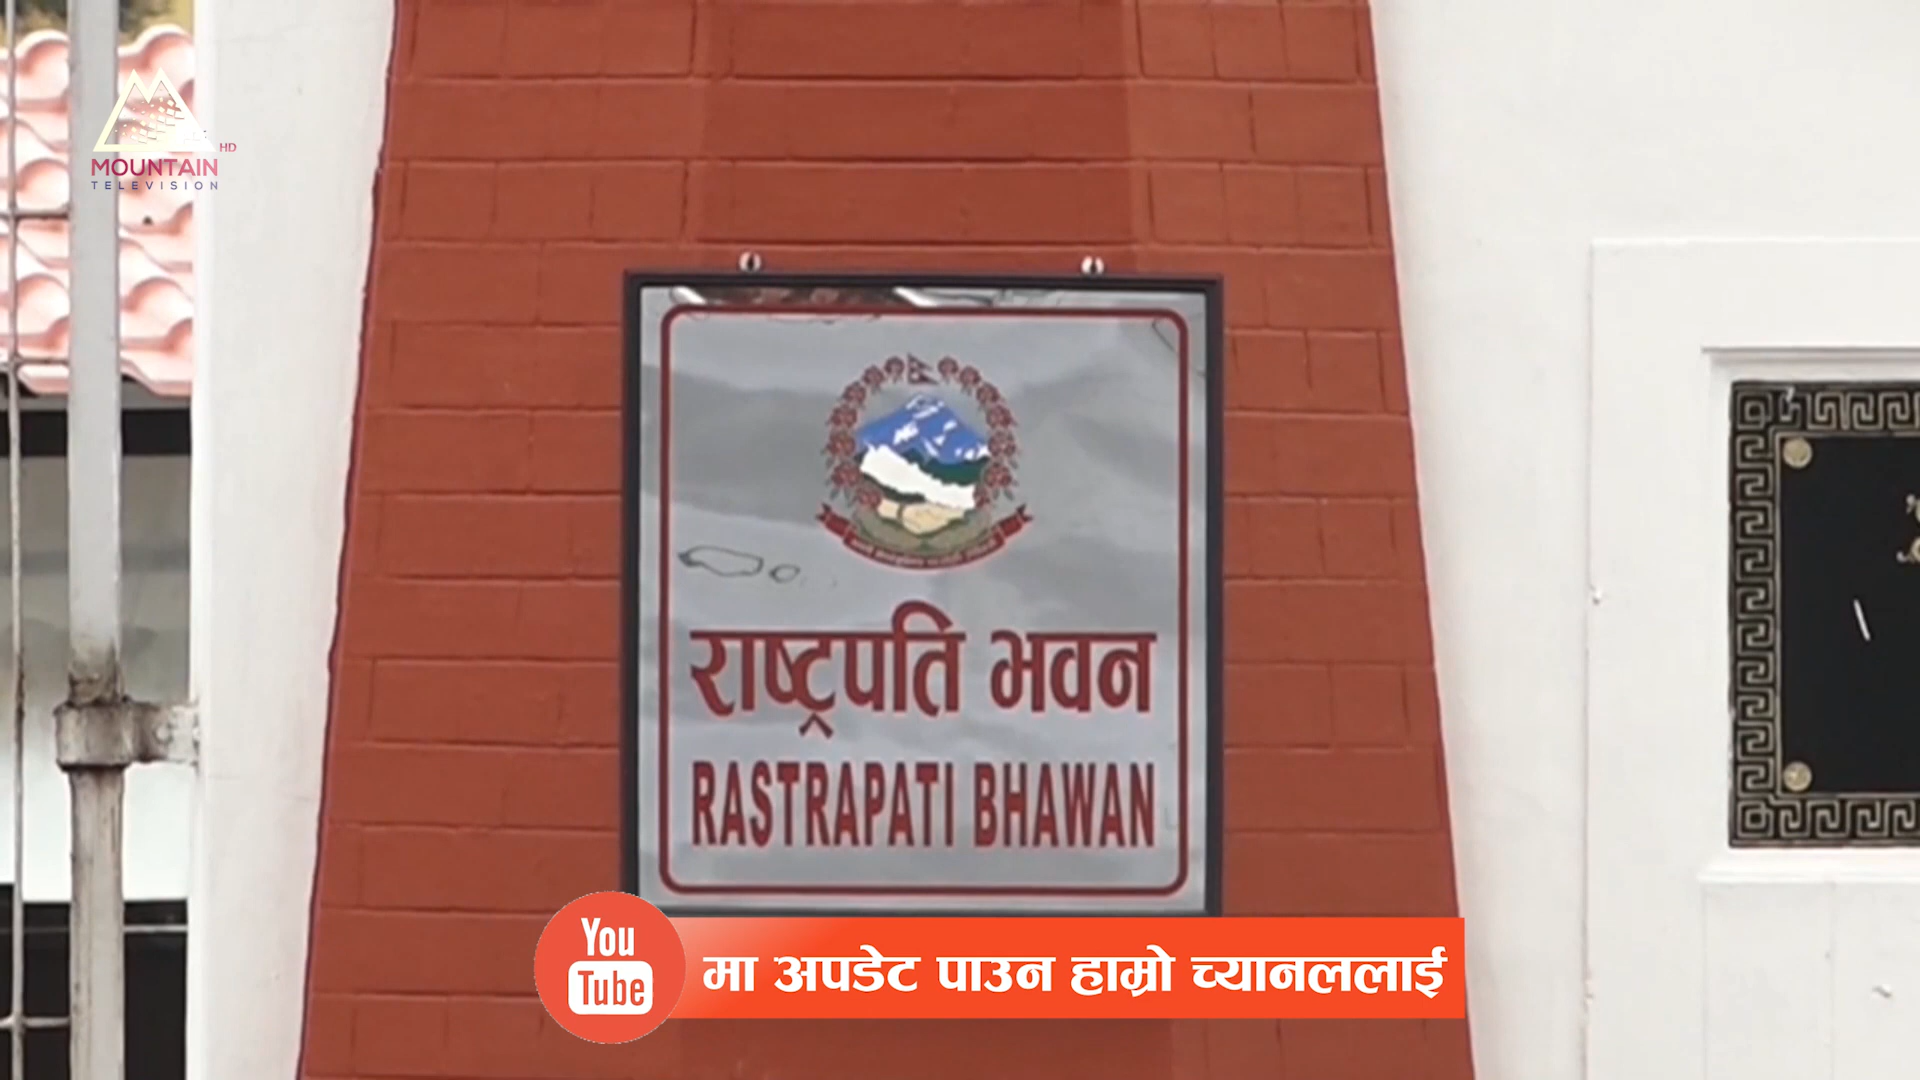 HD
MOUNTAIN
TELEVISION
राष्ट्रपति भवन
RASTRAPATI BHAWAN
You
Tube
मा अपडेट पाउन हाम्रो च्यानललाई